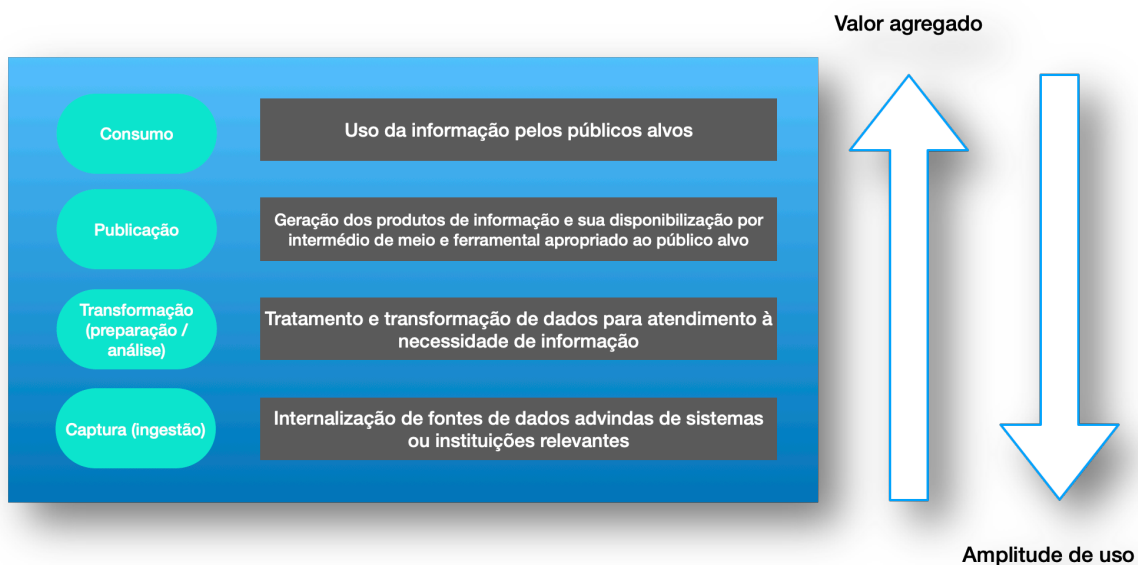 Valor agregado
Consumo
Uso da informação pelos públicos alvos
Publicação
Geração dos produtos de informação e sua disponibilização por
intermédio de meio e ferramental apropriado ao público alvo
Transformação
(preparação /
análise)
Tratamento e transformação de dados para atendimento à
necessidade de informação
Captura (ingestão)
Internalização de fontes de dados advindas de sistemas
ou instituições relevantes
Amplitude de uso